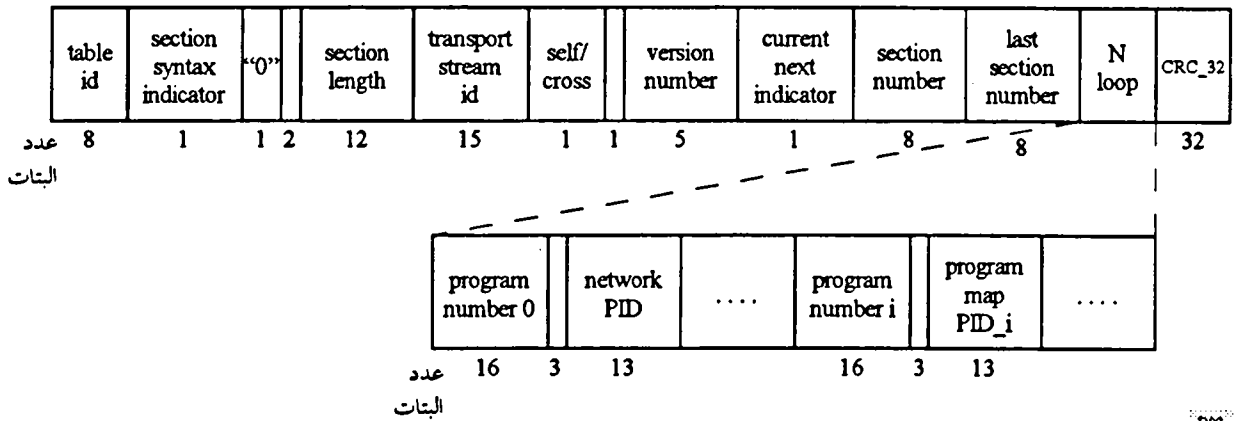 table id
section syntax indicator
“0”
section length
transport stream id
self/ cross
version number
current next indicator
section number
last section number
N loop
CRC_32
عدد البتات
8 1 1 2 12 15 1 1 5 1 8 8 32
program number 0
network PID
....
program number i
program map PID_i
....
عدد البتات
16 3 13 16 3 13